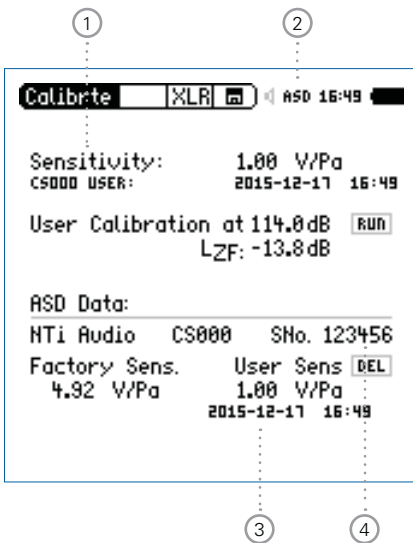 1 2
Calibrte XLR ASD 16:49
Sensitivity: 1.00 V/Pa
CS000 USER: 2015-12-17 16:49
User Calibration at 114.0dB RUN
LZF: -13.8dB
ASD Data:
NTi Audio CS000 SNo. 123456
Factory Sens. User Sens DEL
4.92 V/Pa 1.00 V/Pa
2015-12-17 16:49
3 4